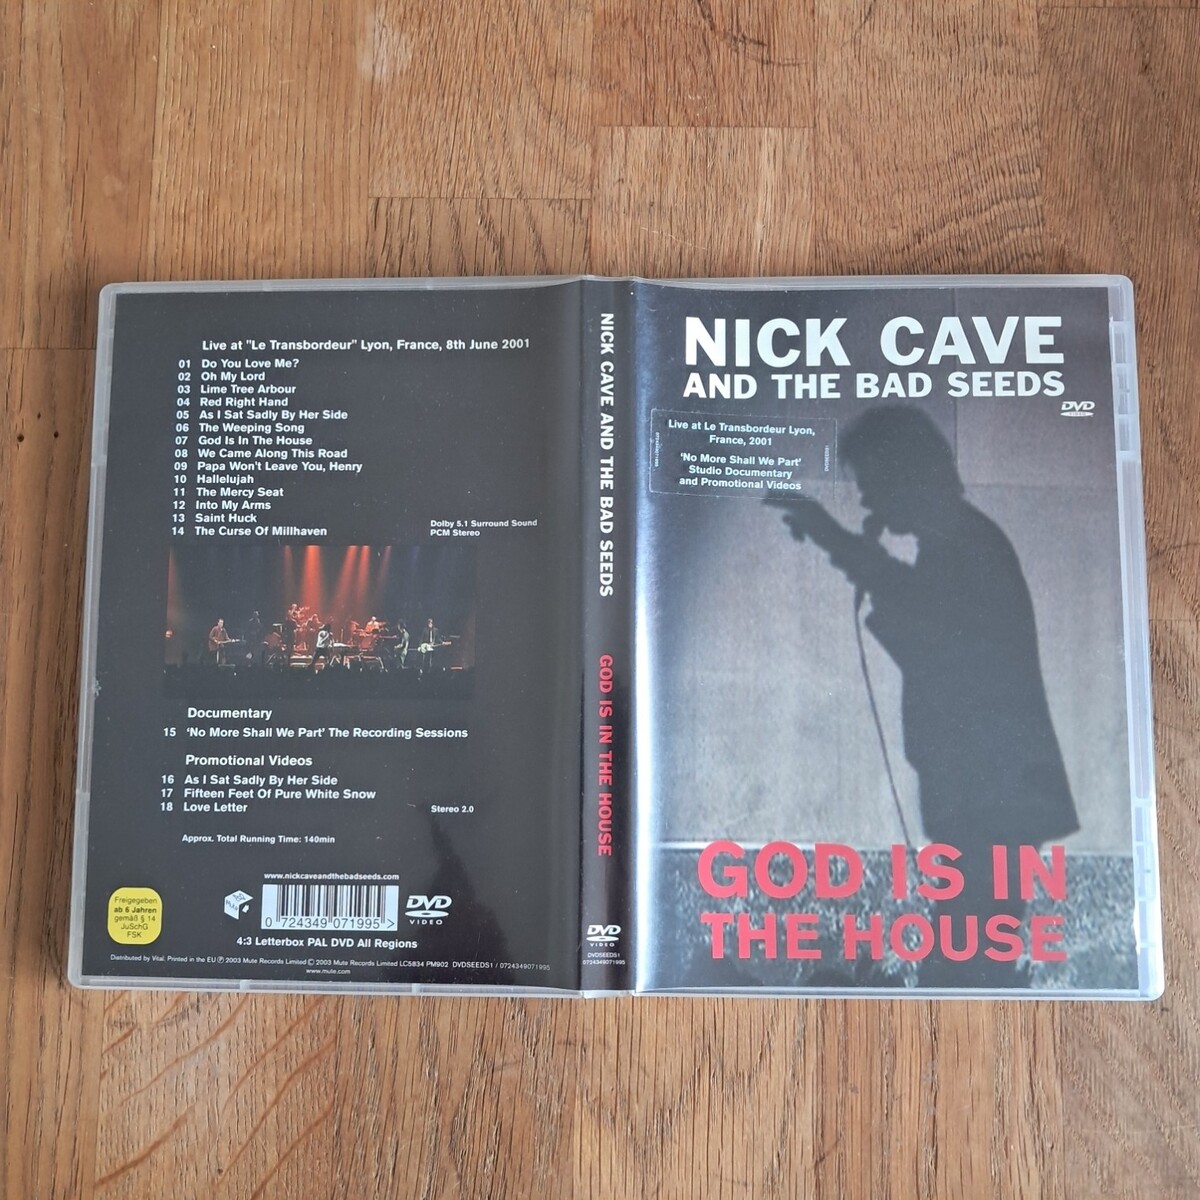 Live at "Le Transbordeur" Lyon, France, 8th June 2001
01 Do You Love Me?
02 Oh My Lord
03 Lime Tree Arbour
04 Red Right Hand
05 As I Sat Sadly By Her Side
06 The Weeping Song
07 God Is In The House
08 We Came Along This Road
09 Papa Won't Leave You, Henry
10 Hallelujah
11 The Mercy Seat
12 Into My Arms
13 Saint Huck
14 The Curse Of Millhaven
Dolby 5.1 Surround Sound
PCM Stereo
Documentary
15 'No More Shall We Part' The Recording Sessions
Promotional Videos
16 As I Sat Sadly By Her Side
17 Fifteen Feet Of Pure White Snow
18 Love Letter
Stereo 2.0
Approx. Total Running Time: 140min
www.nickcaveandthebadseeds.com
Freigegeben
ab 6 Jahren
gemäß § 14
JuSchG
FSK
MUTE
0 724349 071995 >
DVD
VIDEO
4:3 Letterbox PAL DVD All Regions
Distributed by Vital. Printed in the EU ℗ 2003 Mute Records Limited © 2003 Mute Records Limited LC5834 PM902 DVDSEEDS1 / 0724349071995
www.mute.com
NICK CAVE AND THE BAD SEEDS
GOD IS IN THE HOUSE
DVD
VIDEO
DVDSEEDS1
0724349071995
NICK CAVE
AND THE BAD SEEDS
DVD
VIDEO
Live at Le Transbordeur Lyon,
France, 2001
'No More Shall We Part'
Studio Documentary
and Promotional Videos
GOD IS IN
THE HOUSE